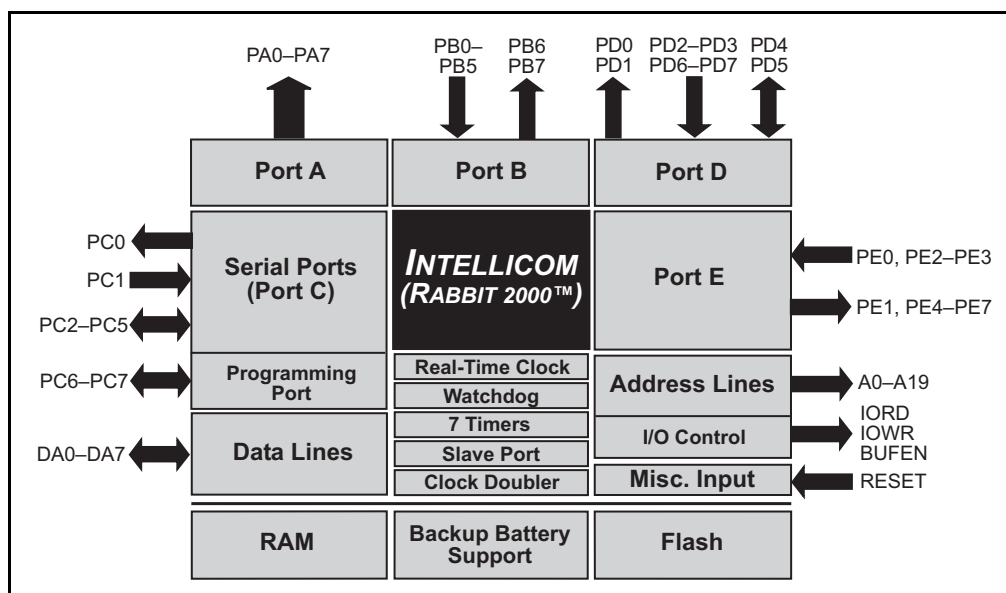 PA0–PA7
PB0–
PB5
PB6
PB7
PD0
PD1
PD2–PD3
PD6–PD7
PD4
PD5
Port A
Port B
Port D
PC0
PC1
PC2–PC5
PC6–PC7
DA0–DA7
Serial Ports
(Port C)
Programming
Port
Data Lines
INTELLICOM
(RABBIT 2000™)
Real-Time Clock
Watchdog
7 Timers
Slave Port
Clock Doubler
Port E
Address Lines
I/O Control
Misc. Input
PE0, PE2–PE3
PE1, PE4–PE7
A0–A19
IORD
IOWR
BUFEN
RESET
RAM
Backup Battery
Support
Flash